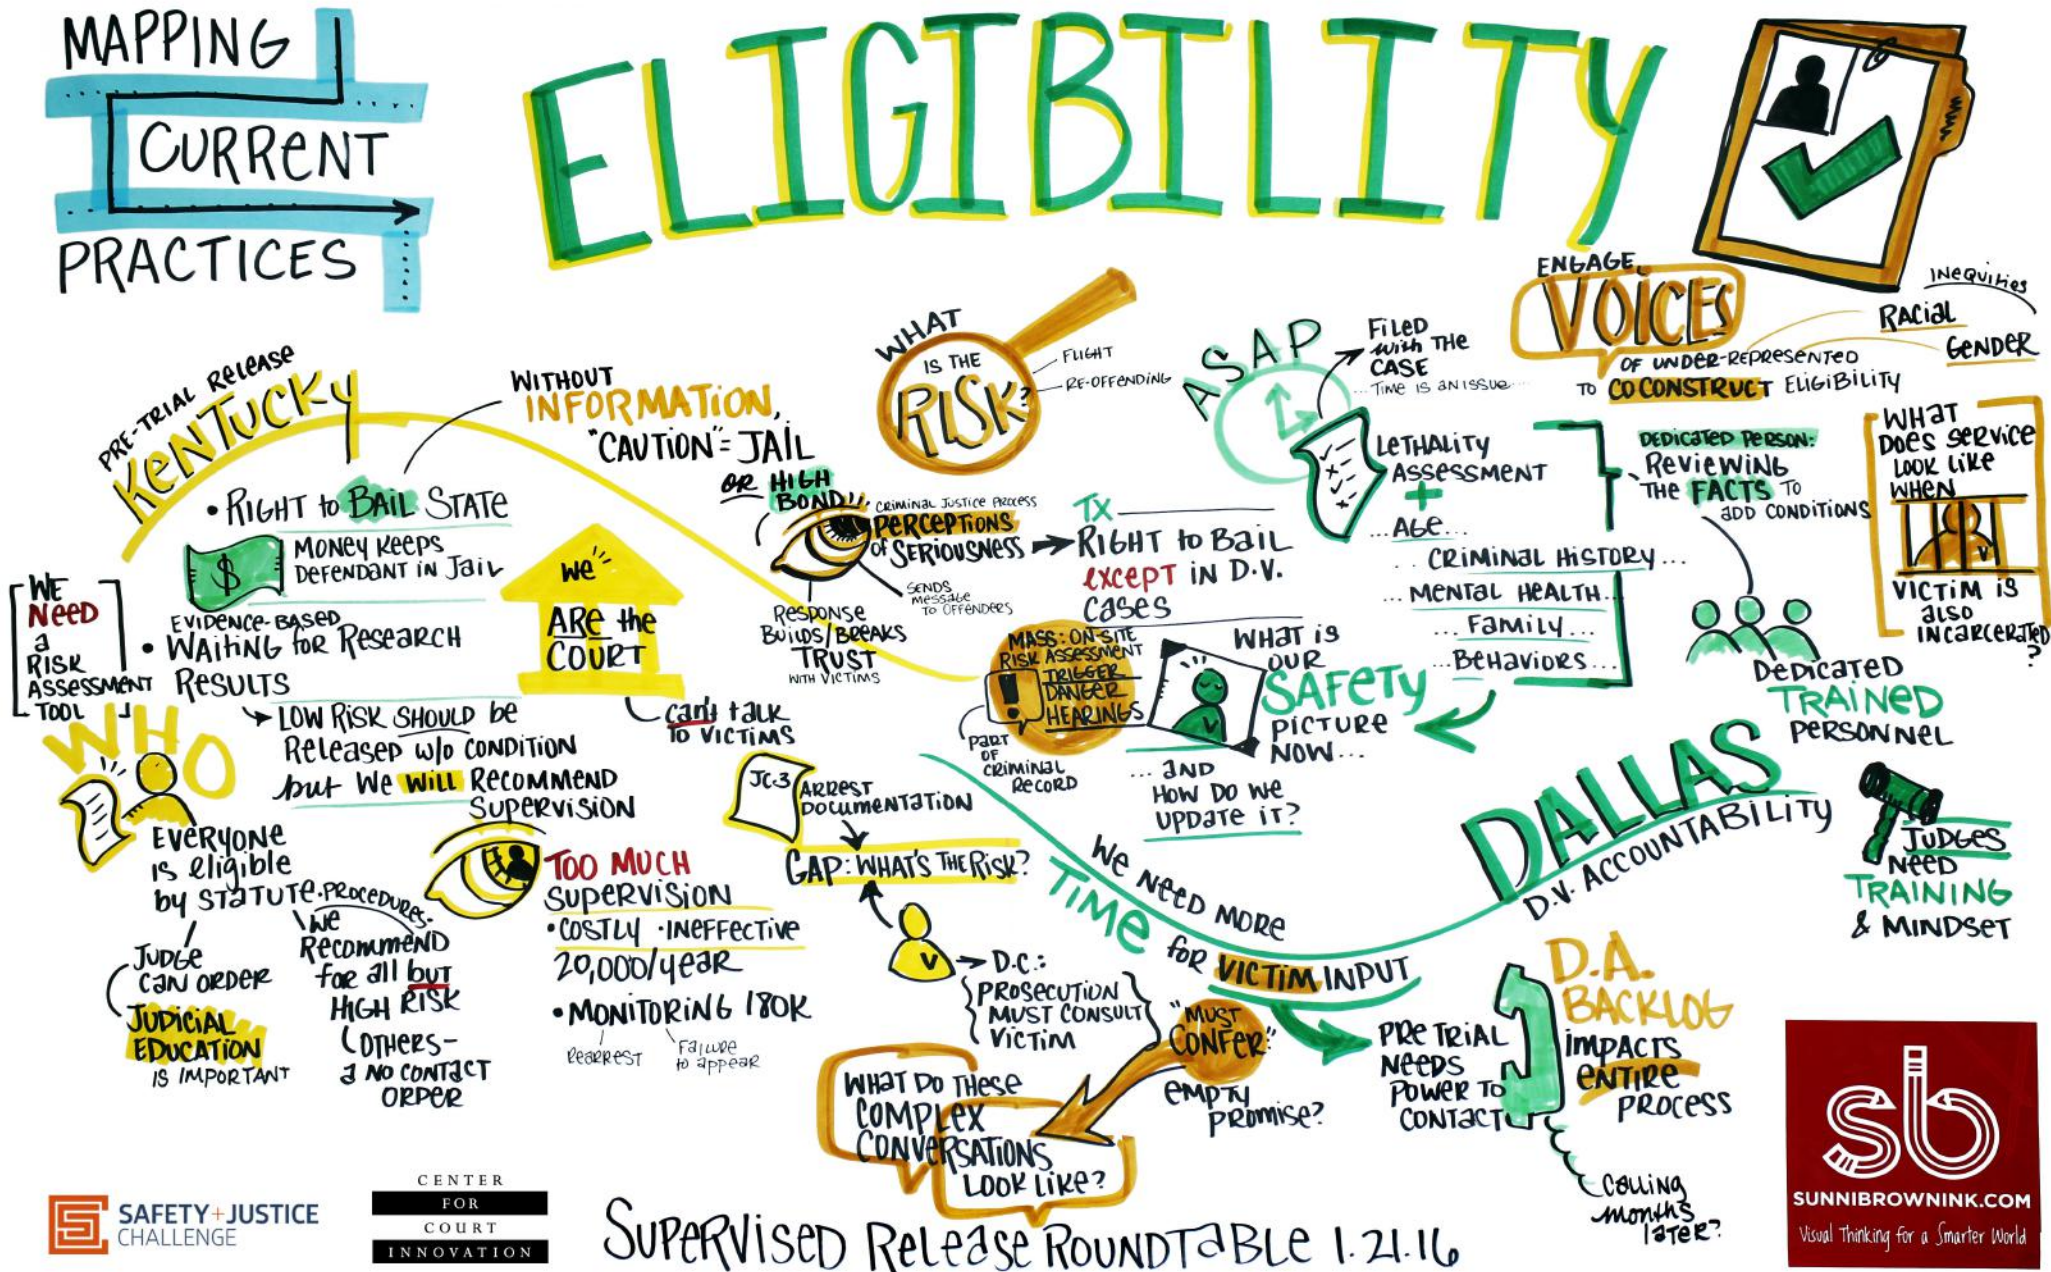 MAPPING
CURRENT
PRACTICES
ELIGIBILITY
PRE-TRIAL RELEASE
KENTUCKY
• RIGHT to BAIL STATE
$
MONEY KEEPS
DEFENDANT IN JAIL
WE
NEED
a
RISK
ASSESSMENT
TOOL
EVIDENCE-BASED
• WAITING for RESEARCH
RESULTS
LOW RISK SHOULD be
Released w/o CONDITION
but We WILL RECOMMEND
SUPERVISION
WHO
EVERYONE
is eligible
by STATUTE • PROCEDURES:
JUDGE
CAN ORDER
JUDICIAL
EDUCATION
IS IMPORTANT
We
Recommend
for all but
HIGH RISK
OTHERS-
a NO CONTACT
ORDER
TOO MUCH
SUPERVISION
• COSTLY • INEFFECTIVE
20,000/year
• MONITORING 180K
Rearrest
Failure
to appear
WITHOUT
INFORMATION,
"CAUTION" = JAIL
OR HIGH
BOND
we
ARE the
COURT
can't talk
to VICTIMS
CRIMINAL JUSTICE PROCESS
PERCEPTIONS
of SERIOUSNESS
SENDS
message
TO OFFENDERS
RESPONSE
Builds/BREAKS
TRUST
WITH VICTIMS
WHAT
IS THE
RISK?
FLIGHT
RE-OFFENDING
TX
RIGHT to BaiL
except IN D.V.
cases
MASS: ON-SITE
RISK ASSESSMENT
TRIGGER
DANGER
HEARINGS
!
PART
OF
CRIMINAL
RECORD
V
WHAT is
OUR
SAFETY
PICTURE
NOW...
... and
HOW DO We
UPDATE iT?
JC-3
ARREST
DOCUMENTATION
GAP: WHAT'S THE RISK?
V
D.C.:
PROSECUTION
MUST CONSULT
VICTIM
"MUST
CONFER"
EMPTY
PROMISE?
WHAT DO THESE
COMPLEX
CONVERSATIONS
LOOK LIKE?
ASAP
FILED
with THE
CASE
...Time is an issue...
LETHALITY
ASSESSMENT
+
...AGE...
... CRIMINAL HISTORY...
... MENTAL HEALTH...
... Family...
...BeHaviors...
ENGAGE
VOICES
OF UNDER-REPRESENTED
TO CO CONSTRUCT ELIGIBILITY
INEQUITIES
RACIAL
GENDER
DEDICATED PERSON:
Reviewing
THE FACTS TO
aDD CONDITIONS
WHAT
DOES SERVICE
LOOK LIKE
WHEN
V
VICTIM IS
also
INCARCERATED
?
DEDICATED
TRAINED
PERSONNEL
DALLAS
D.V. ACCOUNTABILITY
JUDGES
NEED
TRAINING
& MINDSET
We NEED MORE
TIME for VICTIM INPUT
PRE TRIAL
NEEDS
POWER TO
CONTACT
D.A.
BACKLOG
IMPACTS
ENTIRE
PROCESS
Calling
months
later?
SAFETY+JUSTICE
CHALLENGE
CENTER
FOR
COURT
INNOVATION
SUPERVISED RELEASE ROUNDTABLE 1.21.16
sb
SUNNIBROWNINK.COM
Visual Thinking for a Smarter World